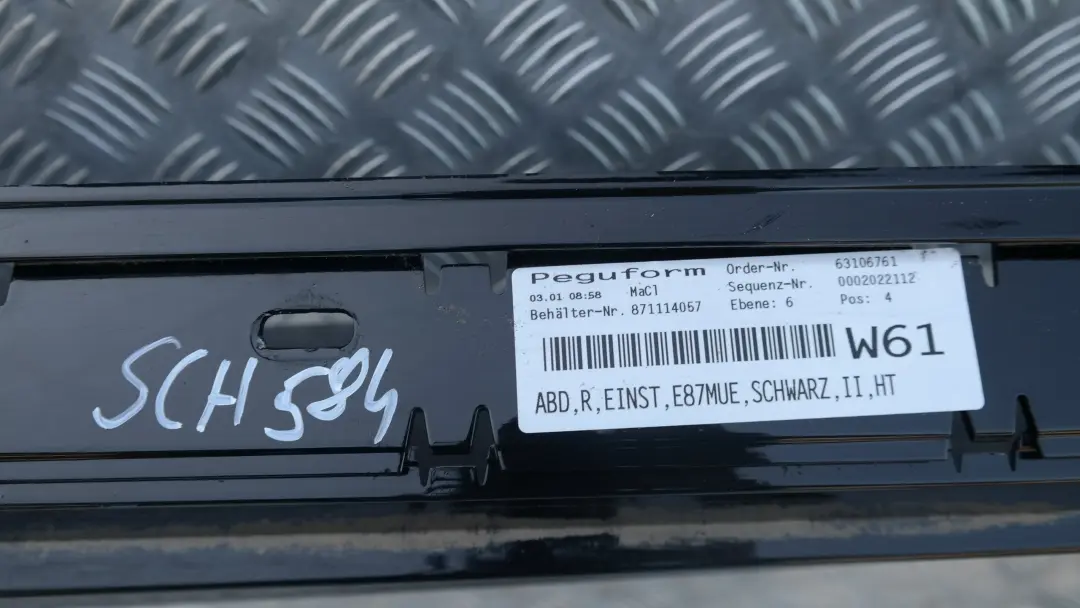 Peguform Order-Nr. 63106761
03.01 08:58 MaCl Sequenz-Nr. 0002022112
Behälter-Nr. 871114057 Ebene: 6 Pos: 4
W61
ABD,R,EINST,E87MUE,SCHWARZ,II,HT
SCH584